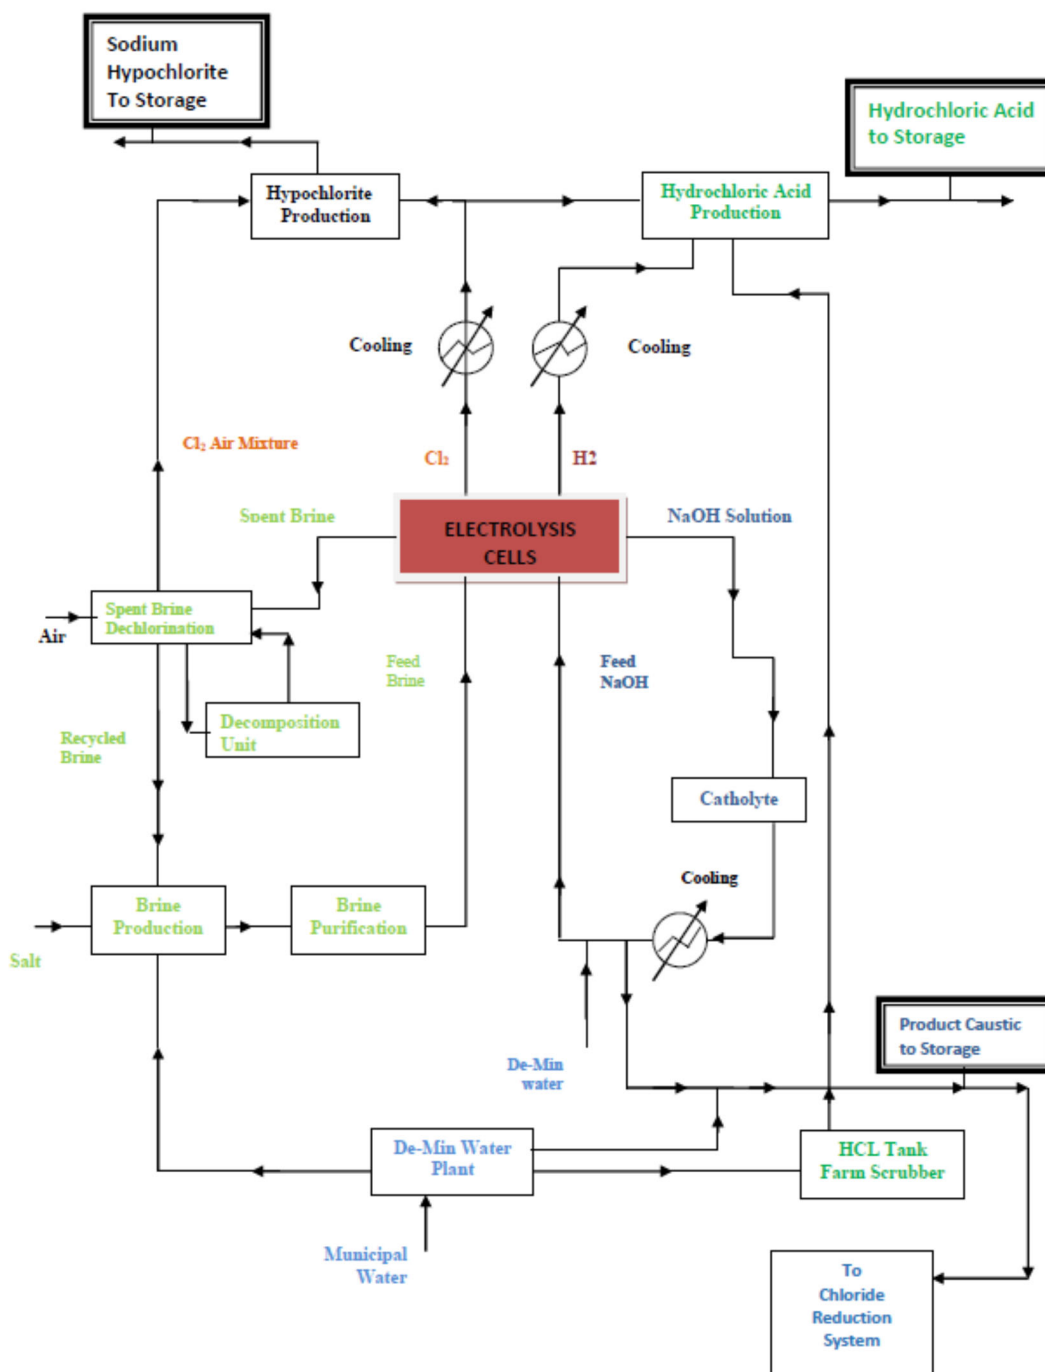 Sodium
Hypochlorite
To Storage
Hydrochloric Acid
to Storage
Hypochlorite
Production
Hydrochloric Acid
Production
Cooling
Cooling
Cl₂ Air Mixture
Cl₂
H2
Spent Brine
ELECTROLYSIS
CELLS
NaOH Solution
Spent Brine
Dechlorination
Air
Feed
Brine
Feed
NaOH
Decomposition
Unit
Recycled
Brine
Catholyte
Cooling
Brine
Production
Brine
Purification
Salt
Product Caustic
to Storage
De-Min
water
De-Min Water
Plant
HCL Tank
Farm Scrubber
Municipal
Water
To
Chloride
Reduction
System